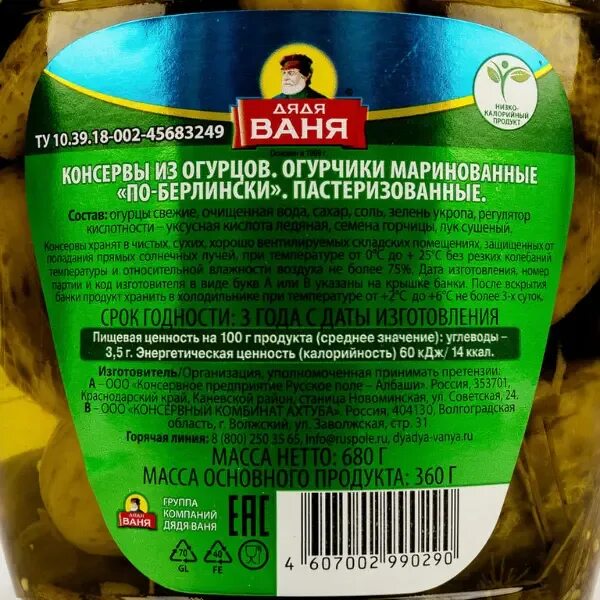 НИЗКО-
КАЛОРИЙНЫЙ
ПРОДУКТ
ДЯДЯ
ВАНЯ
ТУ 10.39.18-002-45683249
КОНСЕРВЫ ИЗ ОГУРЦОВ. ОГУРЧИКИ МАРИНОВАННЫЕ
«ПО-БЕРЛИНСКИ». ПАСТЕРИЗОВАННЫЕ.
Состав: огурцы свежие, очищенная вода, сахар, соль, зелень укропа, регулятор
кислотности – уксусная кислота ледяная, семена горчицы, лук сушеный.
Консервы хранят в чистых, сухих, хорошо вентилируемых складских помещениях, защищенных от
попадания прямых солнечных лучей, при температуре от 0°С до + 25°С без резких колебаний
температуры и относительной влажности воздуха не более 75%. Дата изготовления, номер
партии и код изготовителя в виде букв А или В указаны на крышке банки. После вскрытия
банки продукт хранить в холодильнике при температуре от +2°С до +6°С не более 3-х суток.
СРОК ГОДНОСТИ: 3 ГОДА С ДАТЫ ИЗГОТОВЛЕНИЯ
Пищевая ценность на 100 г продукта (среднее значение): углеводы –
3,5 г. Энергетическая ценность (калорийность) 60 кДж/ 14 ккал.
Изготовитель/Организация, уполномоченная принимать претензии:
А – ООО «Консервное предприятие Русское поле – Албаши». Россия, 353701,
Краснодарский край, Каневской район, станица Новоминская, ул. Советская, 24.
В – ООО «КОНСЕРВНЫЙ КОМБИНАТ АХТУБА». Россия, 404130, Волгоградская
область, г. Волжский, ул. Заволжская, стр. 31
Горячая линия: 8 (800) 250 35 65, info@ruspole.ru, dyadya-vanya.ru
МАССА НЕТТО: 680 Г
МАССА ОСНОВНОГО ПРОДУКТА: 360 Г
ДЯДЯ
ВАНЯ
ГРУППА
КОМПАНИЙ
ДЯДЯ ВАНЯ
ЕАС
70
GL
40
FE
4 607002 990290